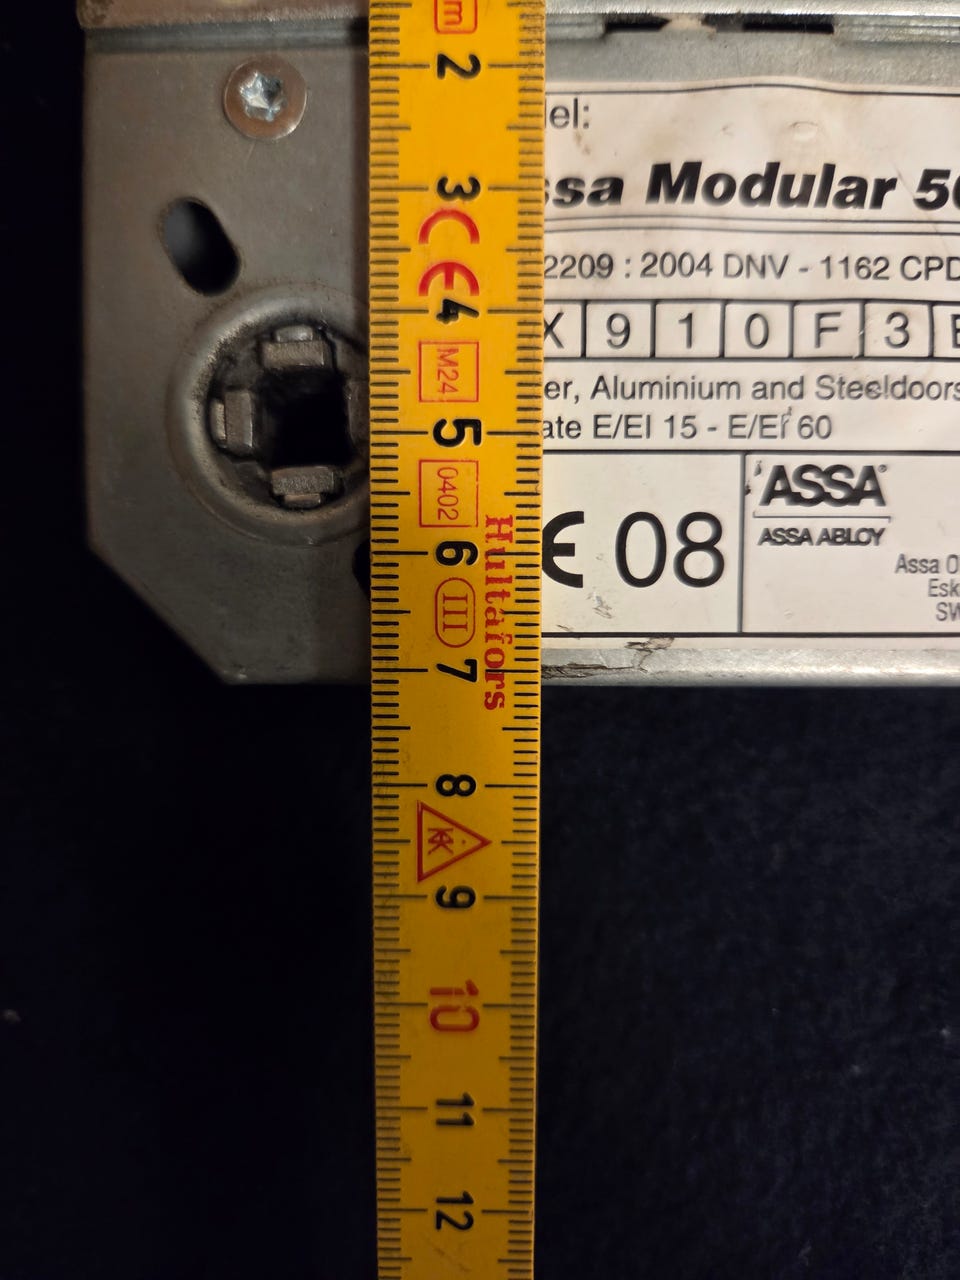 m
2
3
4
M24
5
0402
6
III
7
Hultafors
8
9
10
11
12
el:
ssa Modular 50
2209 : 2004 DNV - 1162 CPD
X 9 1 0 F 3 B
er, Aluminium and Steeldoors
ate E/EI 15 - E/EI 60
CE 08
ASSA®
ASSA ABLOY
Assa
Esk
SW